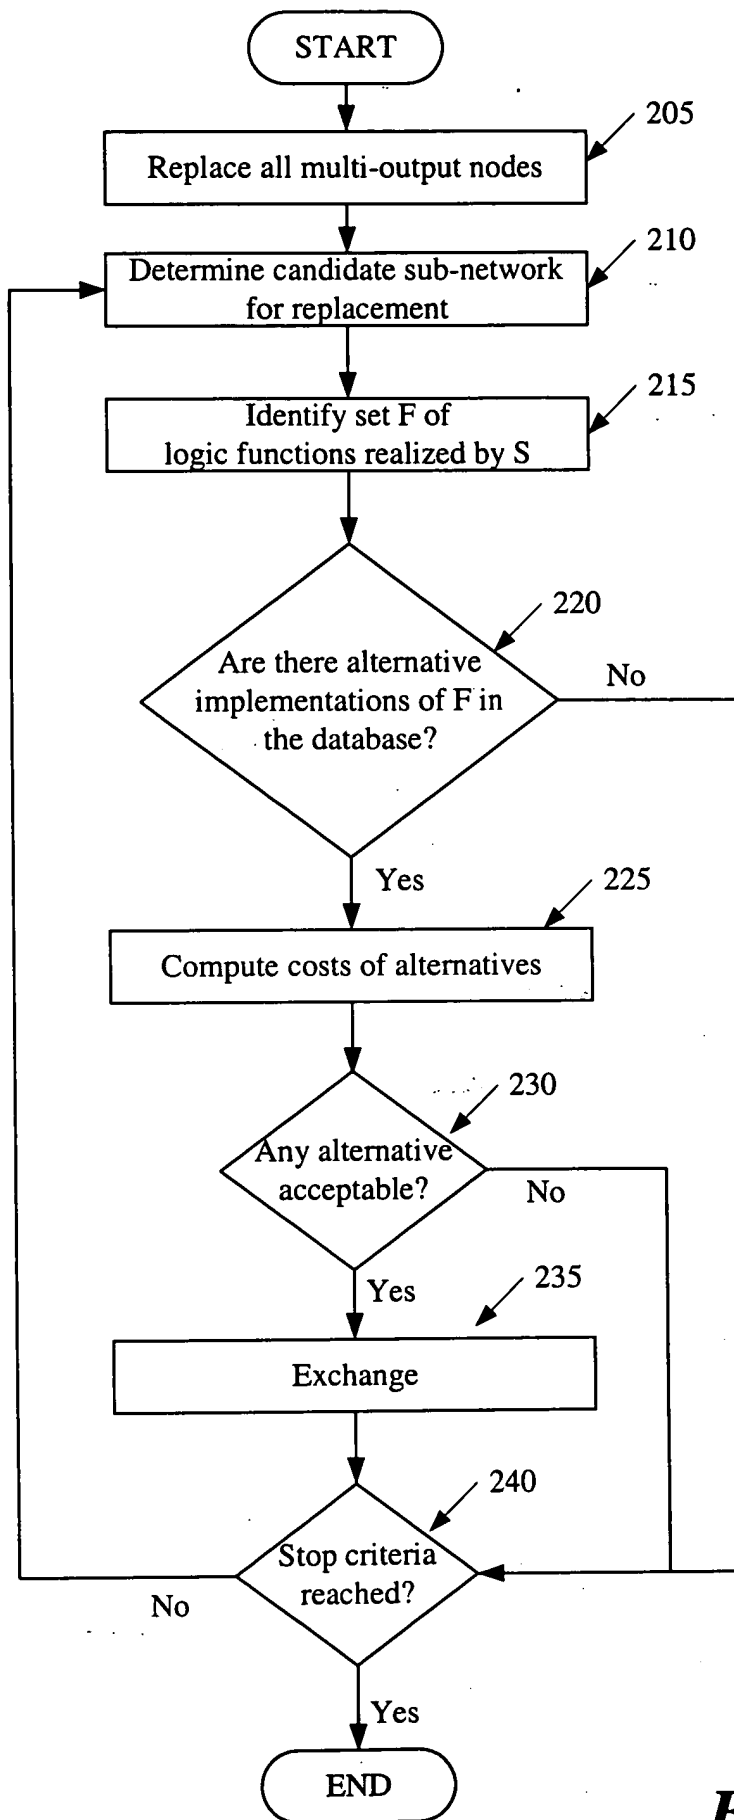 START
205
Replace all multi-output nodes
210
Determine candidate sub-network
for replacement
215
Identify set F of
logic functions realized by S
220
Are there alternative
implementations of F in
the database?
No
Yes
225
Compute costs of alternatives
230
Any alternative
acceptable?
No
Yes
235
Exchange
240
Stop criteria
reached?
No
Yes
END